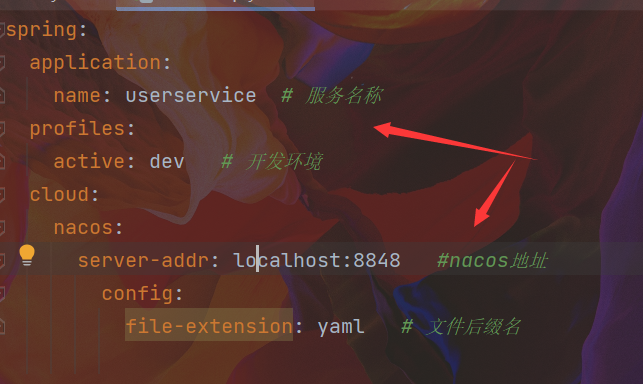 spring:
  application:
    name: userservice  # 服务名称
  profiles:
    active: dev   # 开发环境
  cloud:
    nacos:
      server-addr: localhost:8848   #nacos地址
        config:
          file-extension: yaml   # 文件后缀名